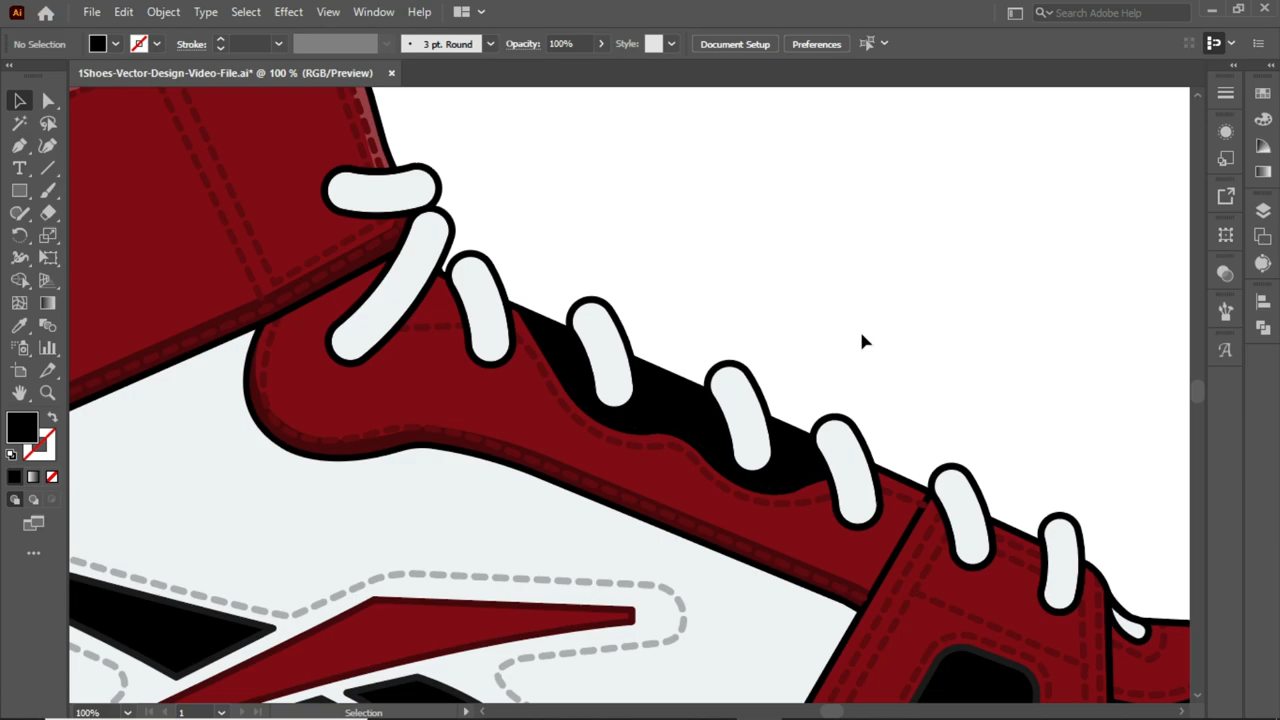 Ai File Edit Object Type Select Effect View Window Help Search Adobe Help
No Selection Stroke: 3 pt. Round Opacity: 100% Style: Document Setup Preferences
1Shoes-Vector-Design-Video-File.ai* @ 100 % (RGB/Preview)
100% 1 Selection